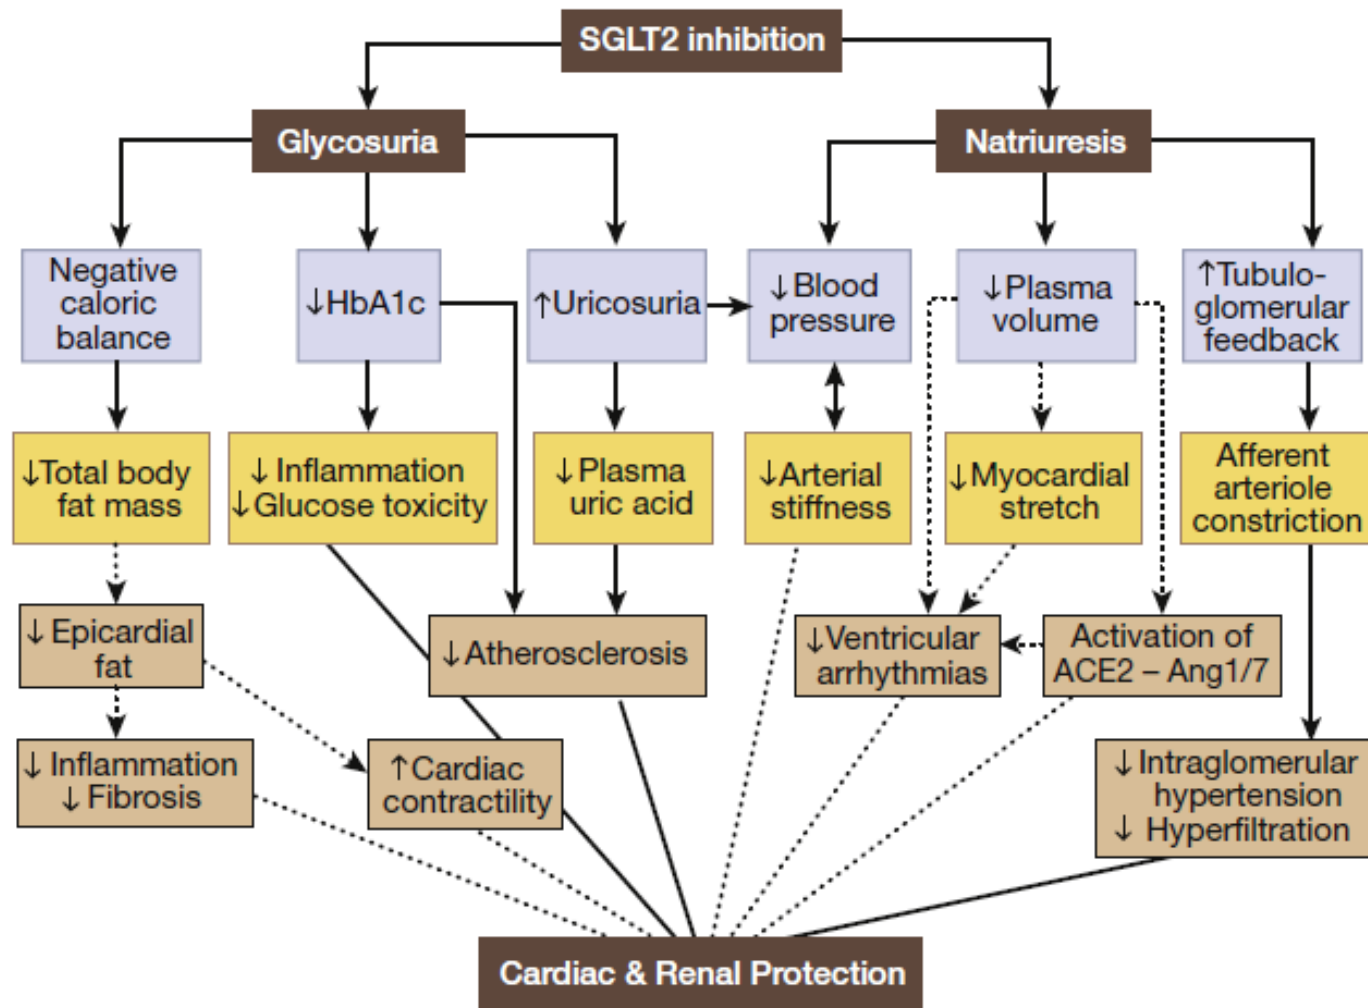 SGLT2 inhibition
Glycosuria
Natriuresis
Negative
caloric
balance
↓HbA1c
↑Uricosuria
↓Blood
pressure
↓Plasma
volume
↑Tubulo-
glomerular
feedback
↓Total body
fat mass
↓Inflammation
↓Glucose toxicity
↓Plasma
uric acid
↓Arterial
stiffness
↓Myocardial
stretch
Afferent
arteriole
constriction
↓Epicardial
fat
↓Atherosclerosis
↓Ventricular
arrhythmias
Activation of
ACE2 – Ang1/7
↓Inflammation
↓Fibrosis
↑Cardiac
contractility
↓Intraglomerular
hypertension
↓Hyperfiltration
Cardiac & Renal Protection